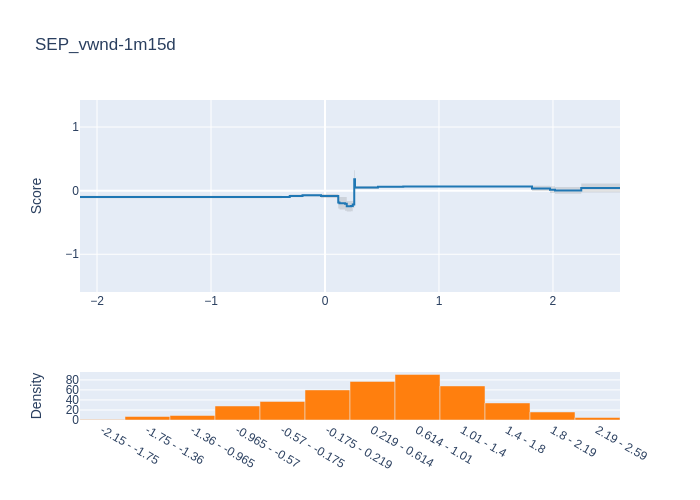 SEP_vwnd-1m15d
Score
1
0
−1
−2
−1
0
1
2
Density
80
60
40
20
0
-2.15 - -1.75
-1.75 - -1.36
-1.36 - -0.965
-0.965 - -0.57
-0.57 - -0.175
-0.175 - 0.219
0.219 - 0.614
0.614 - 1.01
1.01 - 1.4
1.4 - 1.8
1.8 - 2.19
2.19 - 2.59